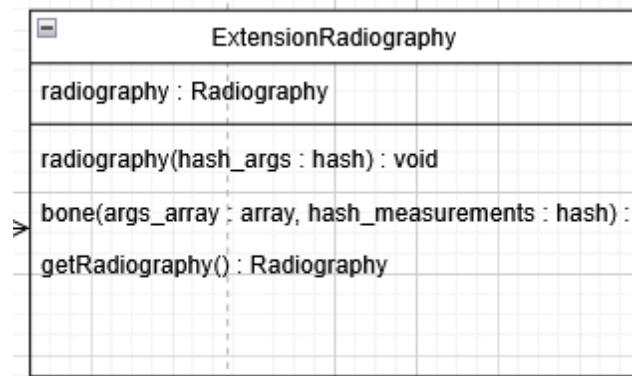 ExtensionRadiography
radiography : Radiography
radiography(hash_args : hash) : void
bone(args_array : array, hash_measurements : hash) :
getRadiography() : Radiography